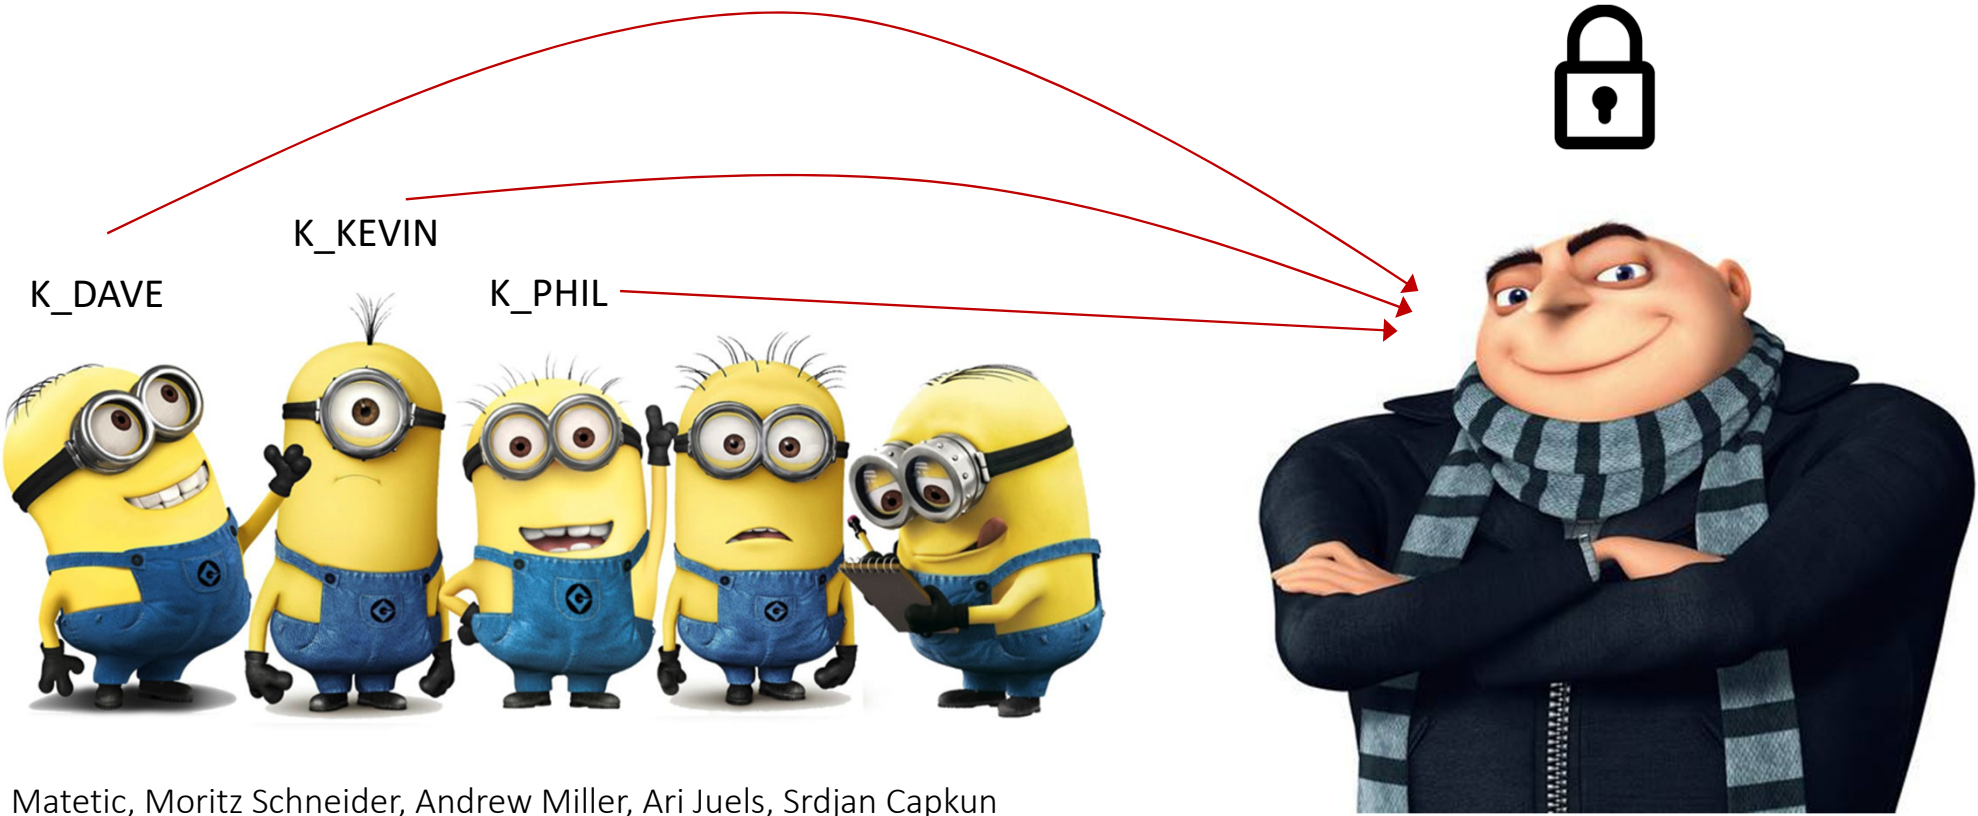 K_KEVIN
K_DAVE
K_PHIL
Matetic, Moritz Schneider, Andrew Miller, Ari Juels, Srdjan Capkun